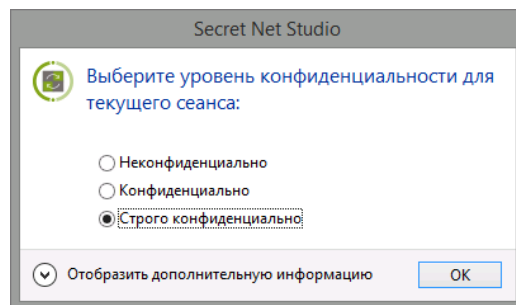 Secret Net Studio
Выберите уровень конфиденциальности для
текущего сеанса:
Неконфиденциально
Конфиденциально
Строго конфиденциально
Отобразить дополнительную информацию
OK